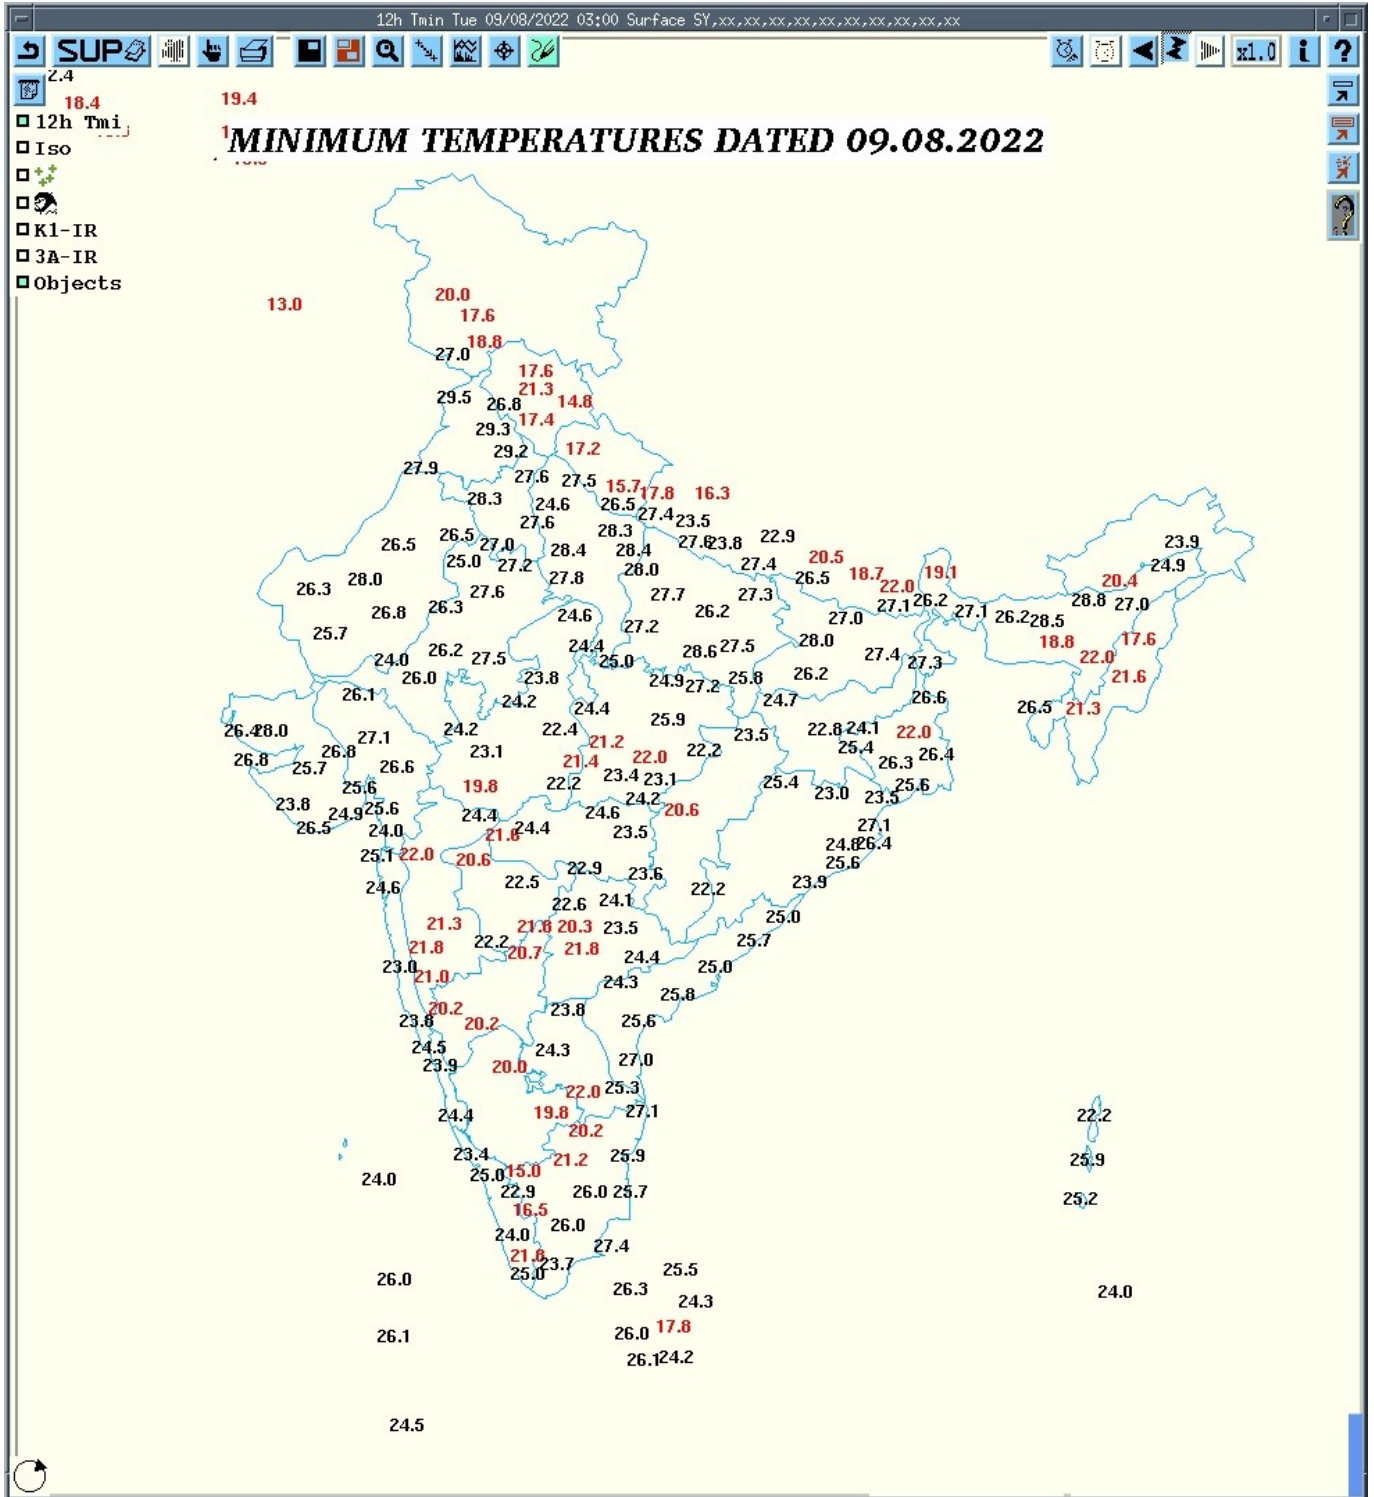 12h Tmin Tue 09/08/2022 03:00 Surface SY,xx,xx,xx,xx,xx,xx,xx,xx,xx,xx
SUP x1.0 i ?
2.4
18.4 19.4
12h Tmi
MINIMUM TEMPERATURES DATED 09.08.2022
Iso
K1-IR
3A-IR
Objects
20.0
13.0
17.6
18.8
27.0
17.6
21.3
29.5 26.8 14.8
17.4
29.3
29.2 17.2
27.9
27.6 27.5
15.7 17.8 16.3
28.3 24.6 26.5
27.6 27.4 23.5
28.3
26.5 22.9
26.5 27.0 28.4 28.4 27.6 23.8 23.9
25.0 27.2 27.4 20.5 24.9
28.0 27.8 28.0 26.5 18.7 19.1 20.4
26.3 27.6 27.7 27.3 22.0
26.8 26.3 24.6 26.2 27.0 27.1 26.2 27.1 26.2 28.5 28.8 27.0
25.7 27.2
26.2 24.4 28.6 27.5 28.0 18.8 17.6
24.0 27.5 25.0 27.4 27.3 22.0
26.0 23.8 24.9 27.2 25.8 26.2 21.6
26.1 24.2 24.4 24.7 26.6 26.5 21.3
25.9
26.4 28.0 27.1 24.2 22.4 23.5 22.8 24.1 22.0
26.8 26.8 23.1 21.2 22.2 25.4 26.4
25.7 26.6 21.4 22.0 26.3
25.6 19.8 22.2 23.4 23.1 25.4 25.6
23.8 24.2 23.0 23.5
24.9 25.6 24.4 24.6 20.6
26.5 24.0 24.4 23.5 27.1
25.1 22.0 20.6 24.8 26.4
22.9 23.6 25.6
24.6 22.5 22.2 23.9
22.6 24.1
21.3 20.3 23.5 25.0
21.8 22.2 20.7 21.8 25.7
23.0 21.0 24.4 25.0
24.3
25.8
20.2 23.8
23.8 20.2 25.6
24.5 24.3
23.9 20.0 27.0
22.0 25.3
24.4 19.8 27.1 22.2
20.2
23.4 21.2 25.9 25.9
24.0 25.0 15.0
22.9 26.0 25.7 25.2
16.5
24.0 26.0
27.4
23.7
25.0 25.5
26.0 26.3 24.0
24.3
26.1 26.0 17.8
26.1 24.2
24.5